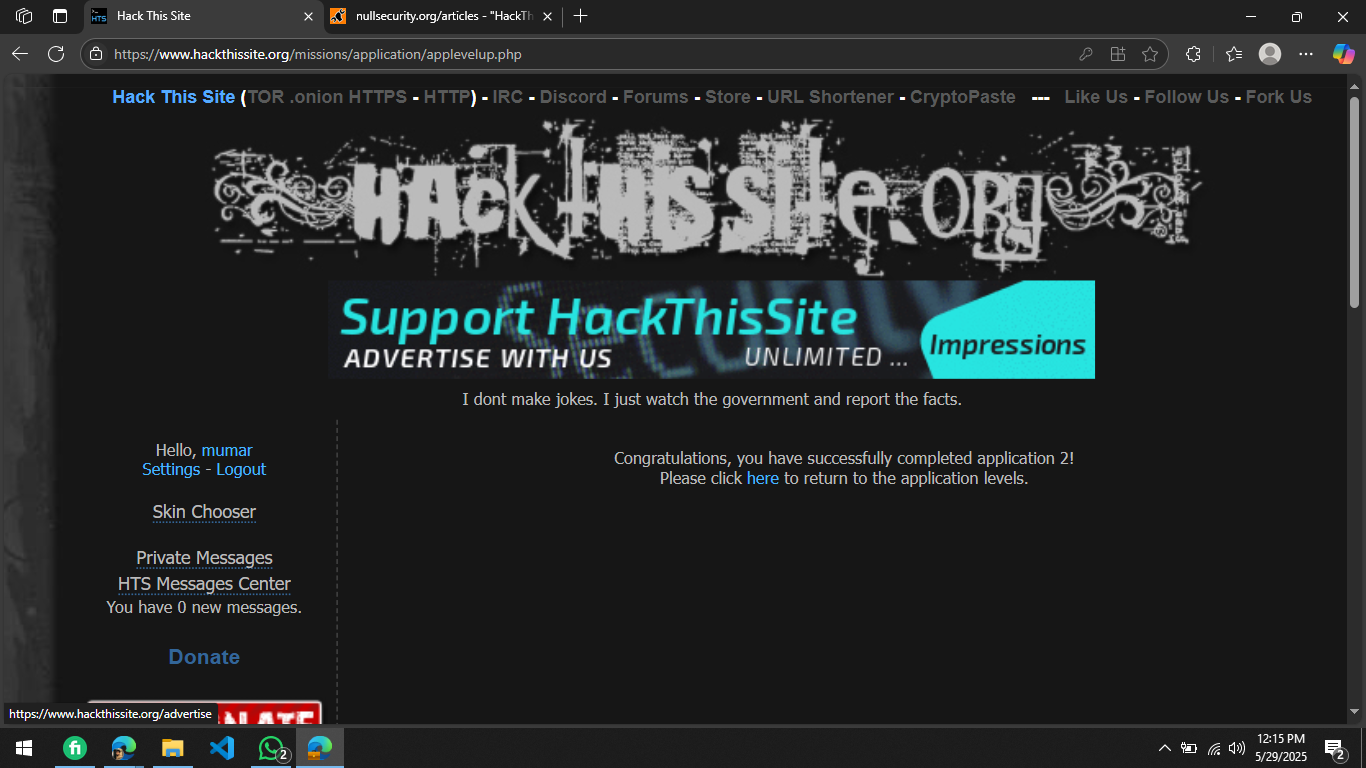 Hack This Site
nullsecurity.org/articles - "HackTh
https://www.hackthissite.org/missions/application/applevelup.php
Hack This Site (TOR .onion HTTPS - HTTP) - IRC - Discord - Forums - Store - URL Shortener - CryptoPaste --- Like Us - Follow Us - Fork Us
HAck THIS SITE.ORG
Support HackThisSite
ADVERTISE WITH US
UNLIMITED ...
Impressions
I dont make jokes. I just watch the government and report the facts.
Hello, mumar
Settings - Logout
Skin Chooser
Private Messages
HTS Messages Center
You have 0 new messages.
Donate
Congratulations, you have successfully completed application 2!
Please click here to return to the application levels.
https://www.hackthissite.org/advertise
12:15 PM
5/29/2025
2
2